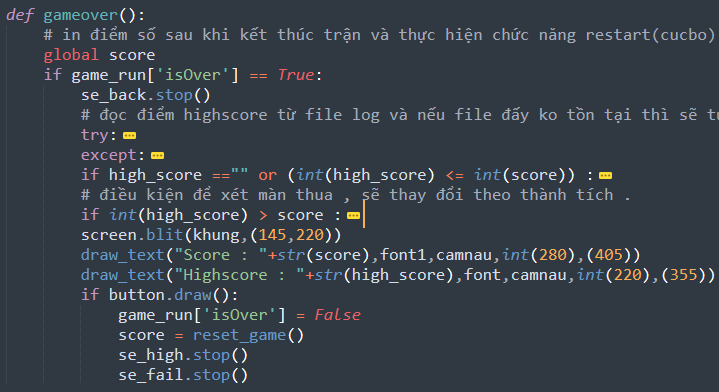 def gameover():
# in điểm số sau khi kết thúc trận và thực hiện chức năng restart(cucbo)
global score
if game_run['isOver'] == True:
se_back.stop()
# đọc điểm highscore từ file log và nếu file đấy ko tồn tại thì sẽ
try:
except:
if high_score =="" or (int(high_score) <= int(score)) :
# điều kiện để xét màn thua , sẽ thay đổi theo thành tích .
if int(high_score) > score :
screen.blit(khung,(145,220))
draw_text("Score : "+str(score),font1,camnau,int(280),(405))
draw_text("Highscore : "+str(high_score),font,camnau,int(220),(355))
if button.draw():
game_run['isOver'] = False
score = reset_game()
se_high.stop()
se_fail.stop()